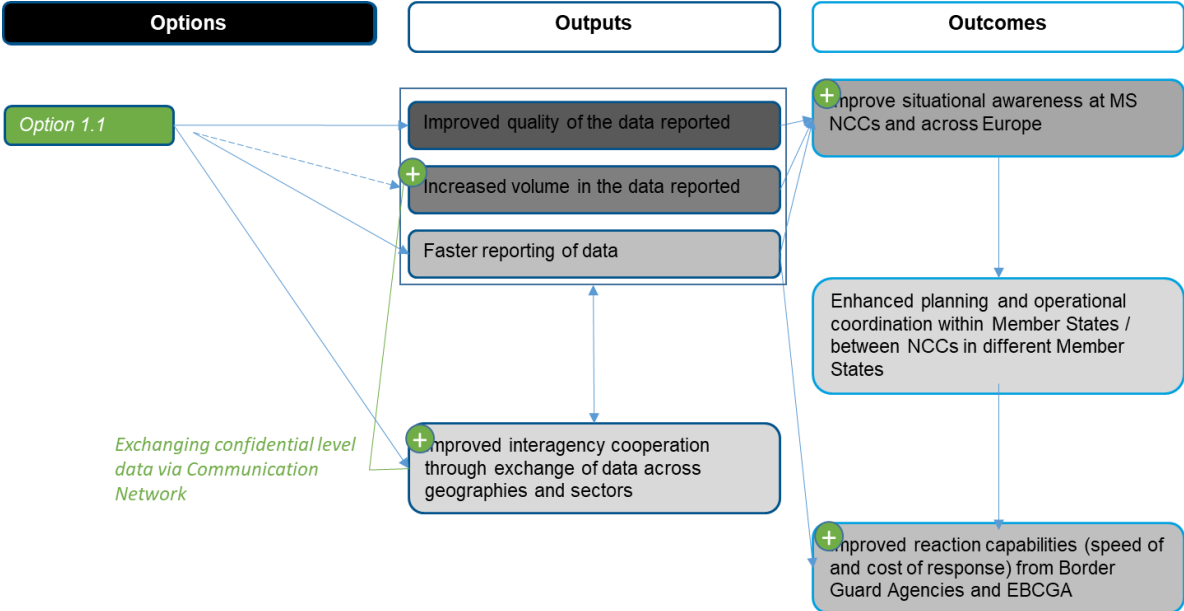 Options
Outputs
Outcomes
Option 1.1
Improved quality of the data reported
+
Increased volume in the data reported
Faster reporting of data
+
Improve situational awareness at MS
NCCs and across Europe
Enhanced planning and operational
coordination within Member States /
between NCCs in different Member
States
Exchanging confidential level
data via Communication
Network
+
Improved interagency cooperation
through exchange of data across
geographies and sectors
+
Improved reaction capabilities (speed of
and cost of response) from Border
Guard Agencies and EBCGA